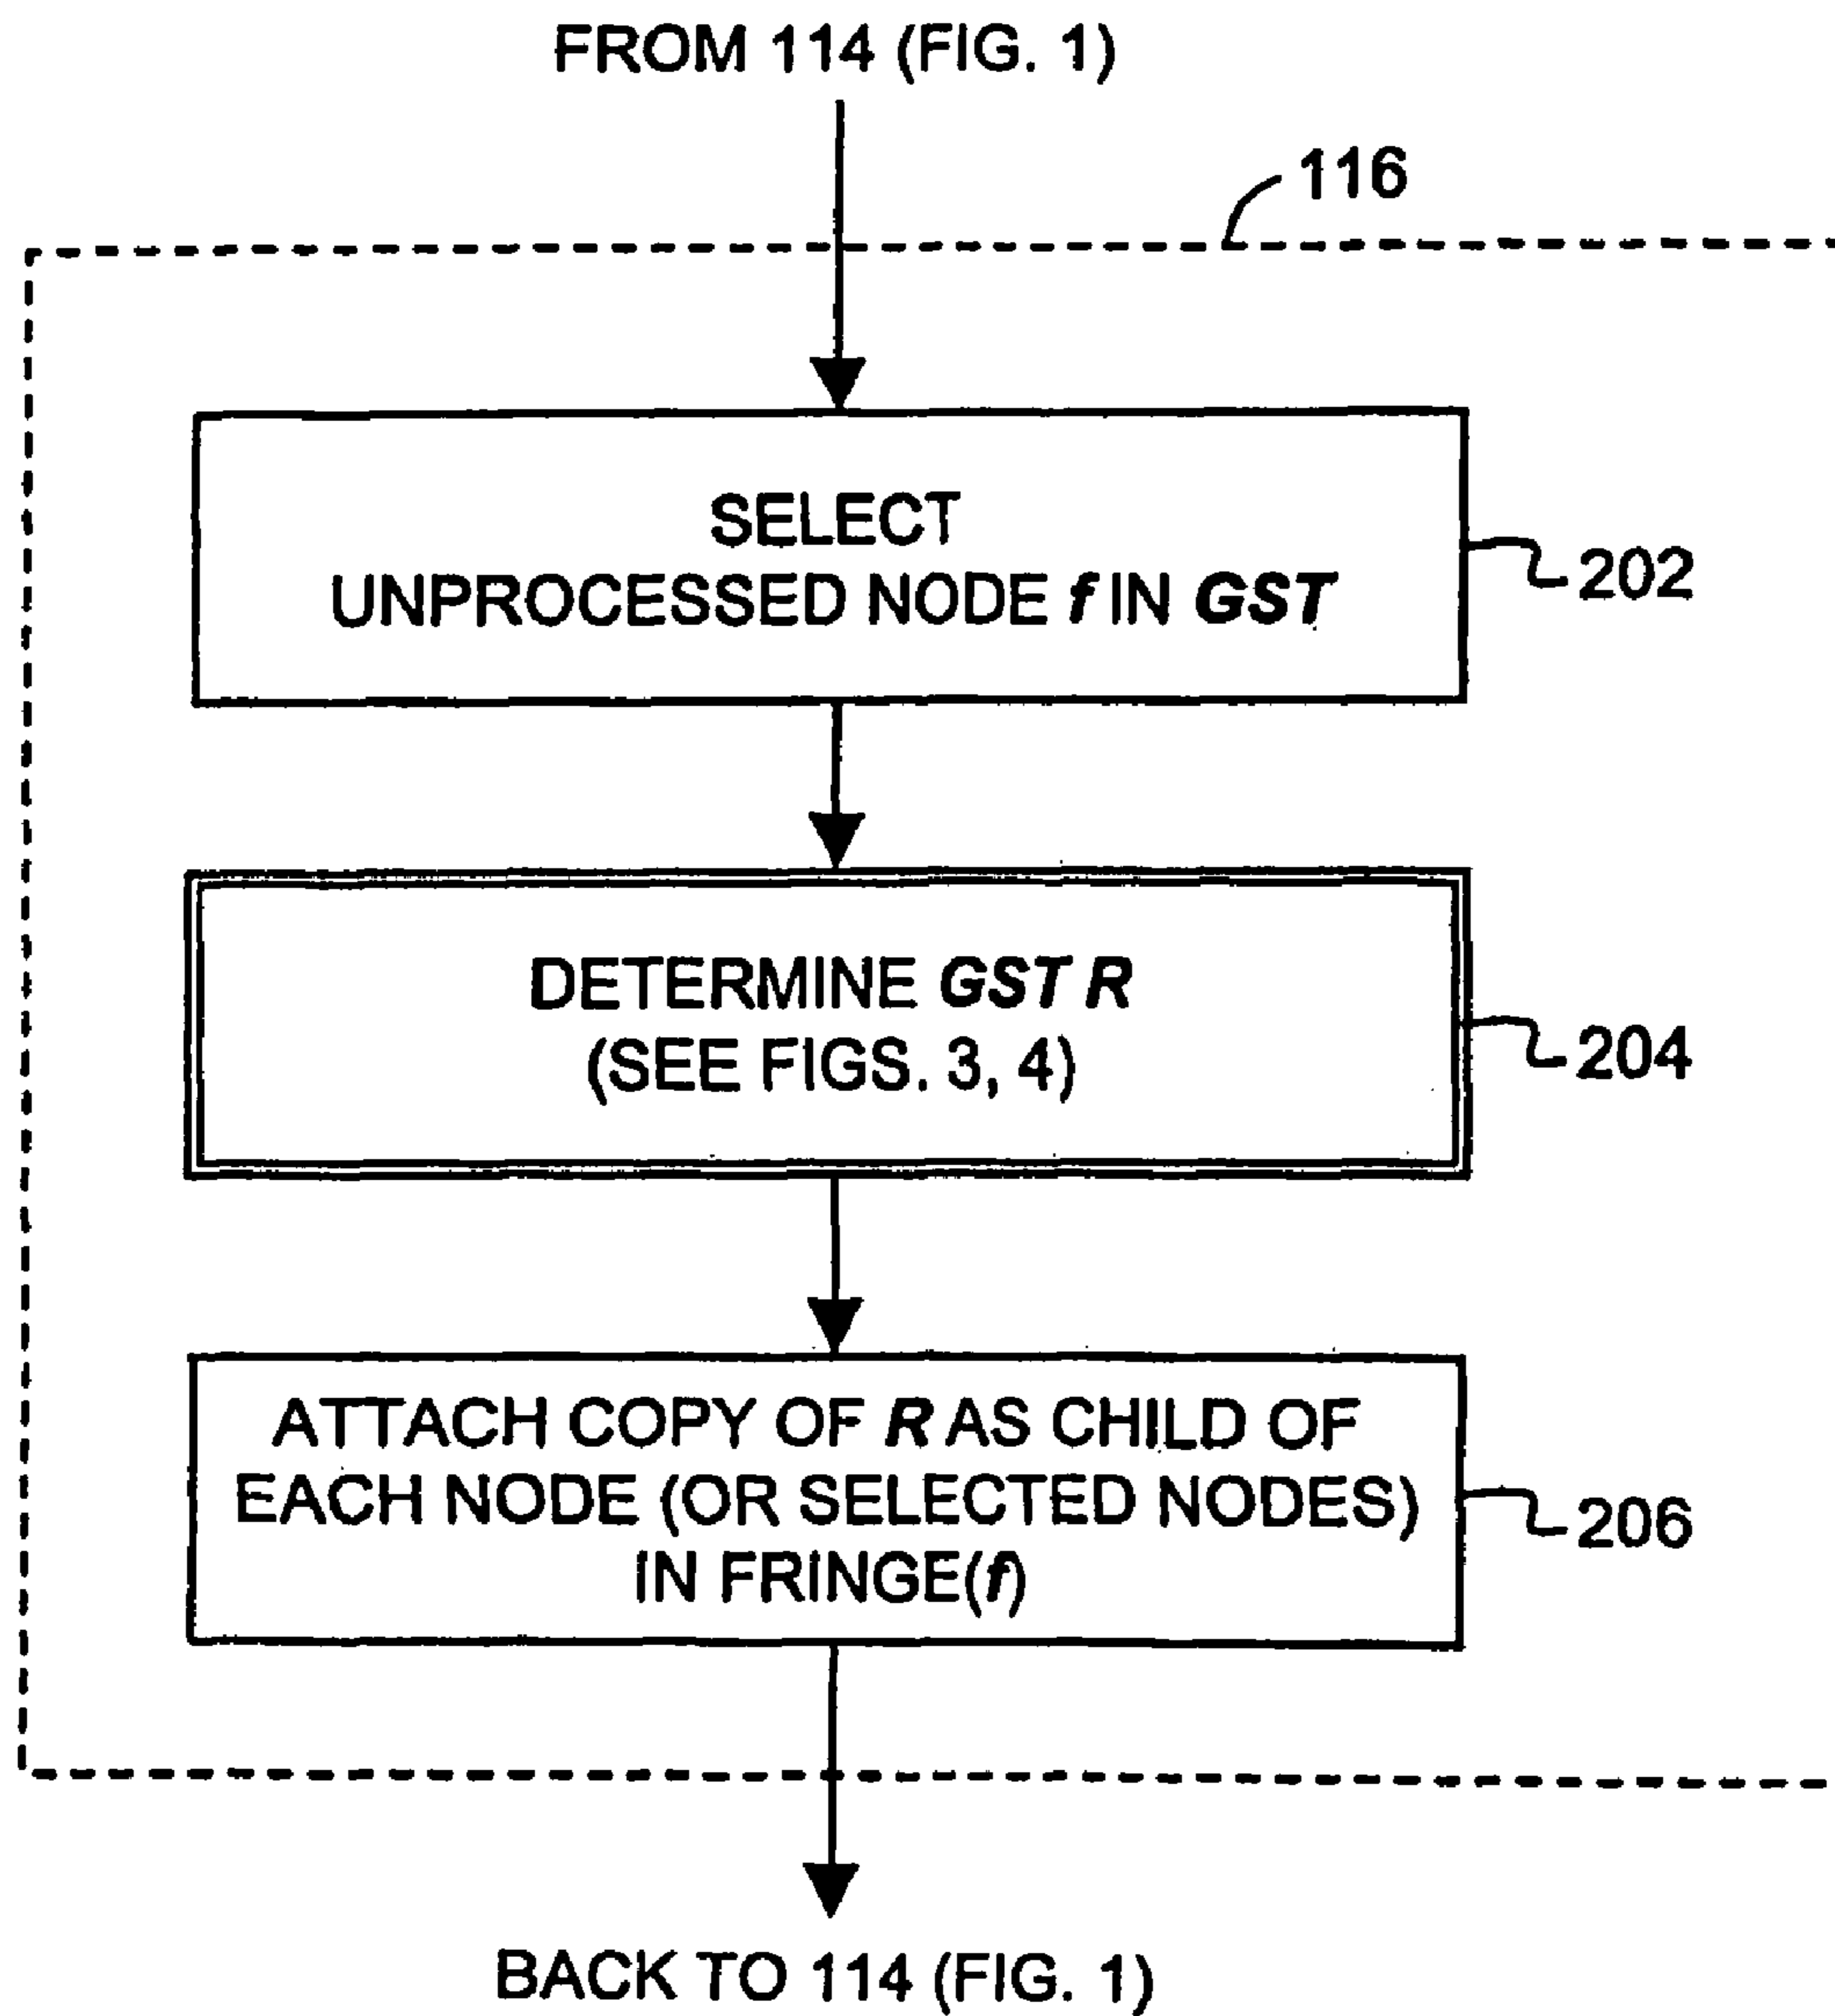 FROM 114 (FIG. 1)
116
SELECT
UNPROCESSED NODE f IN GST
202
DETERMINE GST R
(SEE FIGS. 3, 4)
204
ATTACH COPY OF R AS CHILD OF
EACH NODE (OR SELECTED NODES)
IN FRINGE(f)
206
BACK TO 114 (FIG. 1)